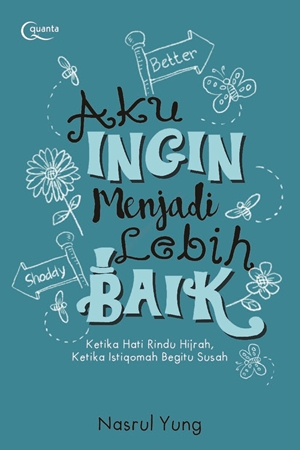 quanta
Better
Aku
INGIN
Menjadi
Lebih
Shoddy
BAIK
Ketika Hati Rindu Hijrah,
Ketika Istiqomah Begitu Susah
Nasrul Yung